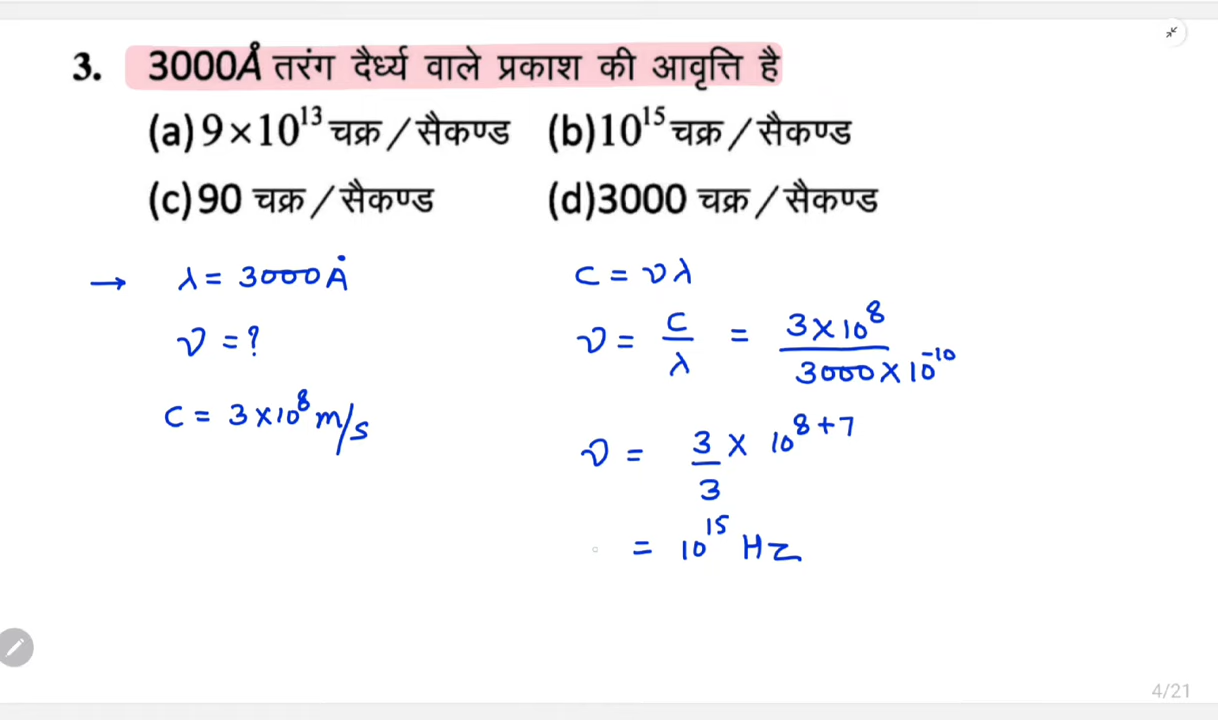 3. 3000Å तरंग दैर्ध्य वाले प्रकाश की आवृत्ति है
(a) 9×10¹³ चक्र/सैकण्ड (b) 10¹⁵ चक्र/सैकण्ड
(c) 90 चक्र/सैकण्ड (d) 3000 चक्र/सैकण्ड
→ λ = 3000 Å
ν = ?
C = 3×10⁸ m/s
C = νλ
ν = C/λ = 3×10⁸/3000×10⁻¹⁰
ν = 3/3 × 10⁸⁺⁷
= 10¹⁵ Hz
4/21